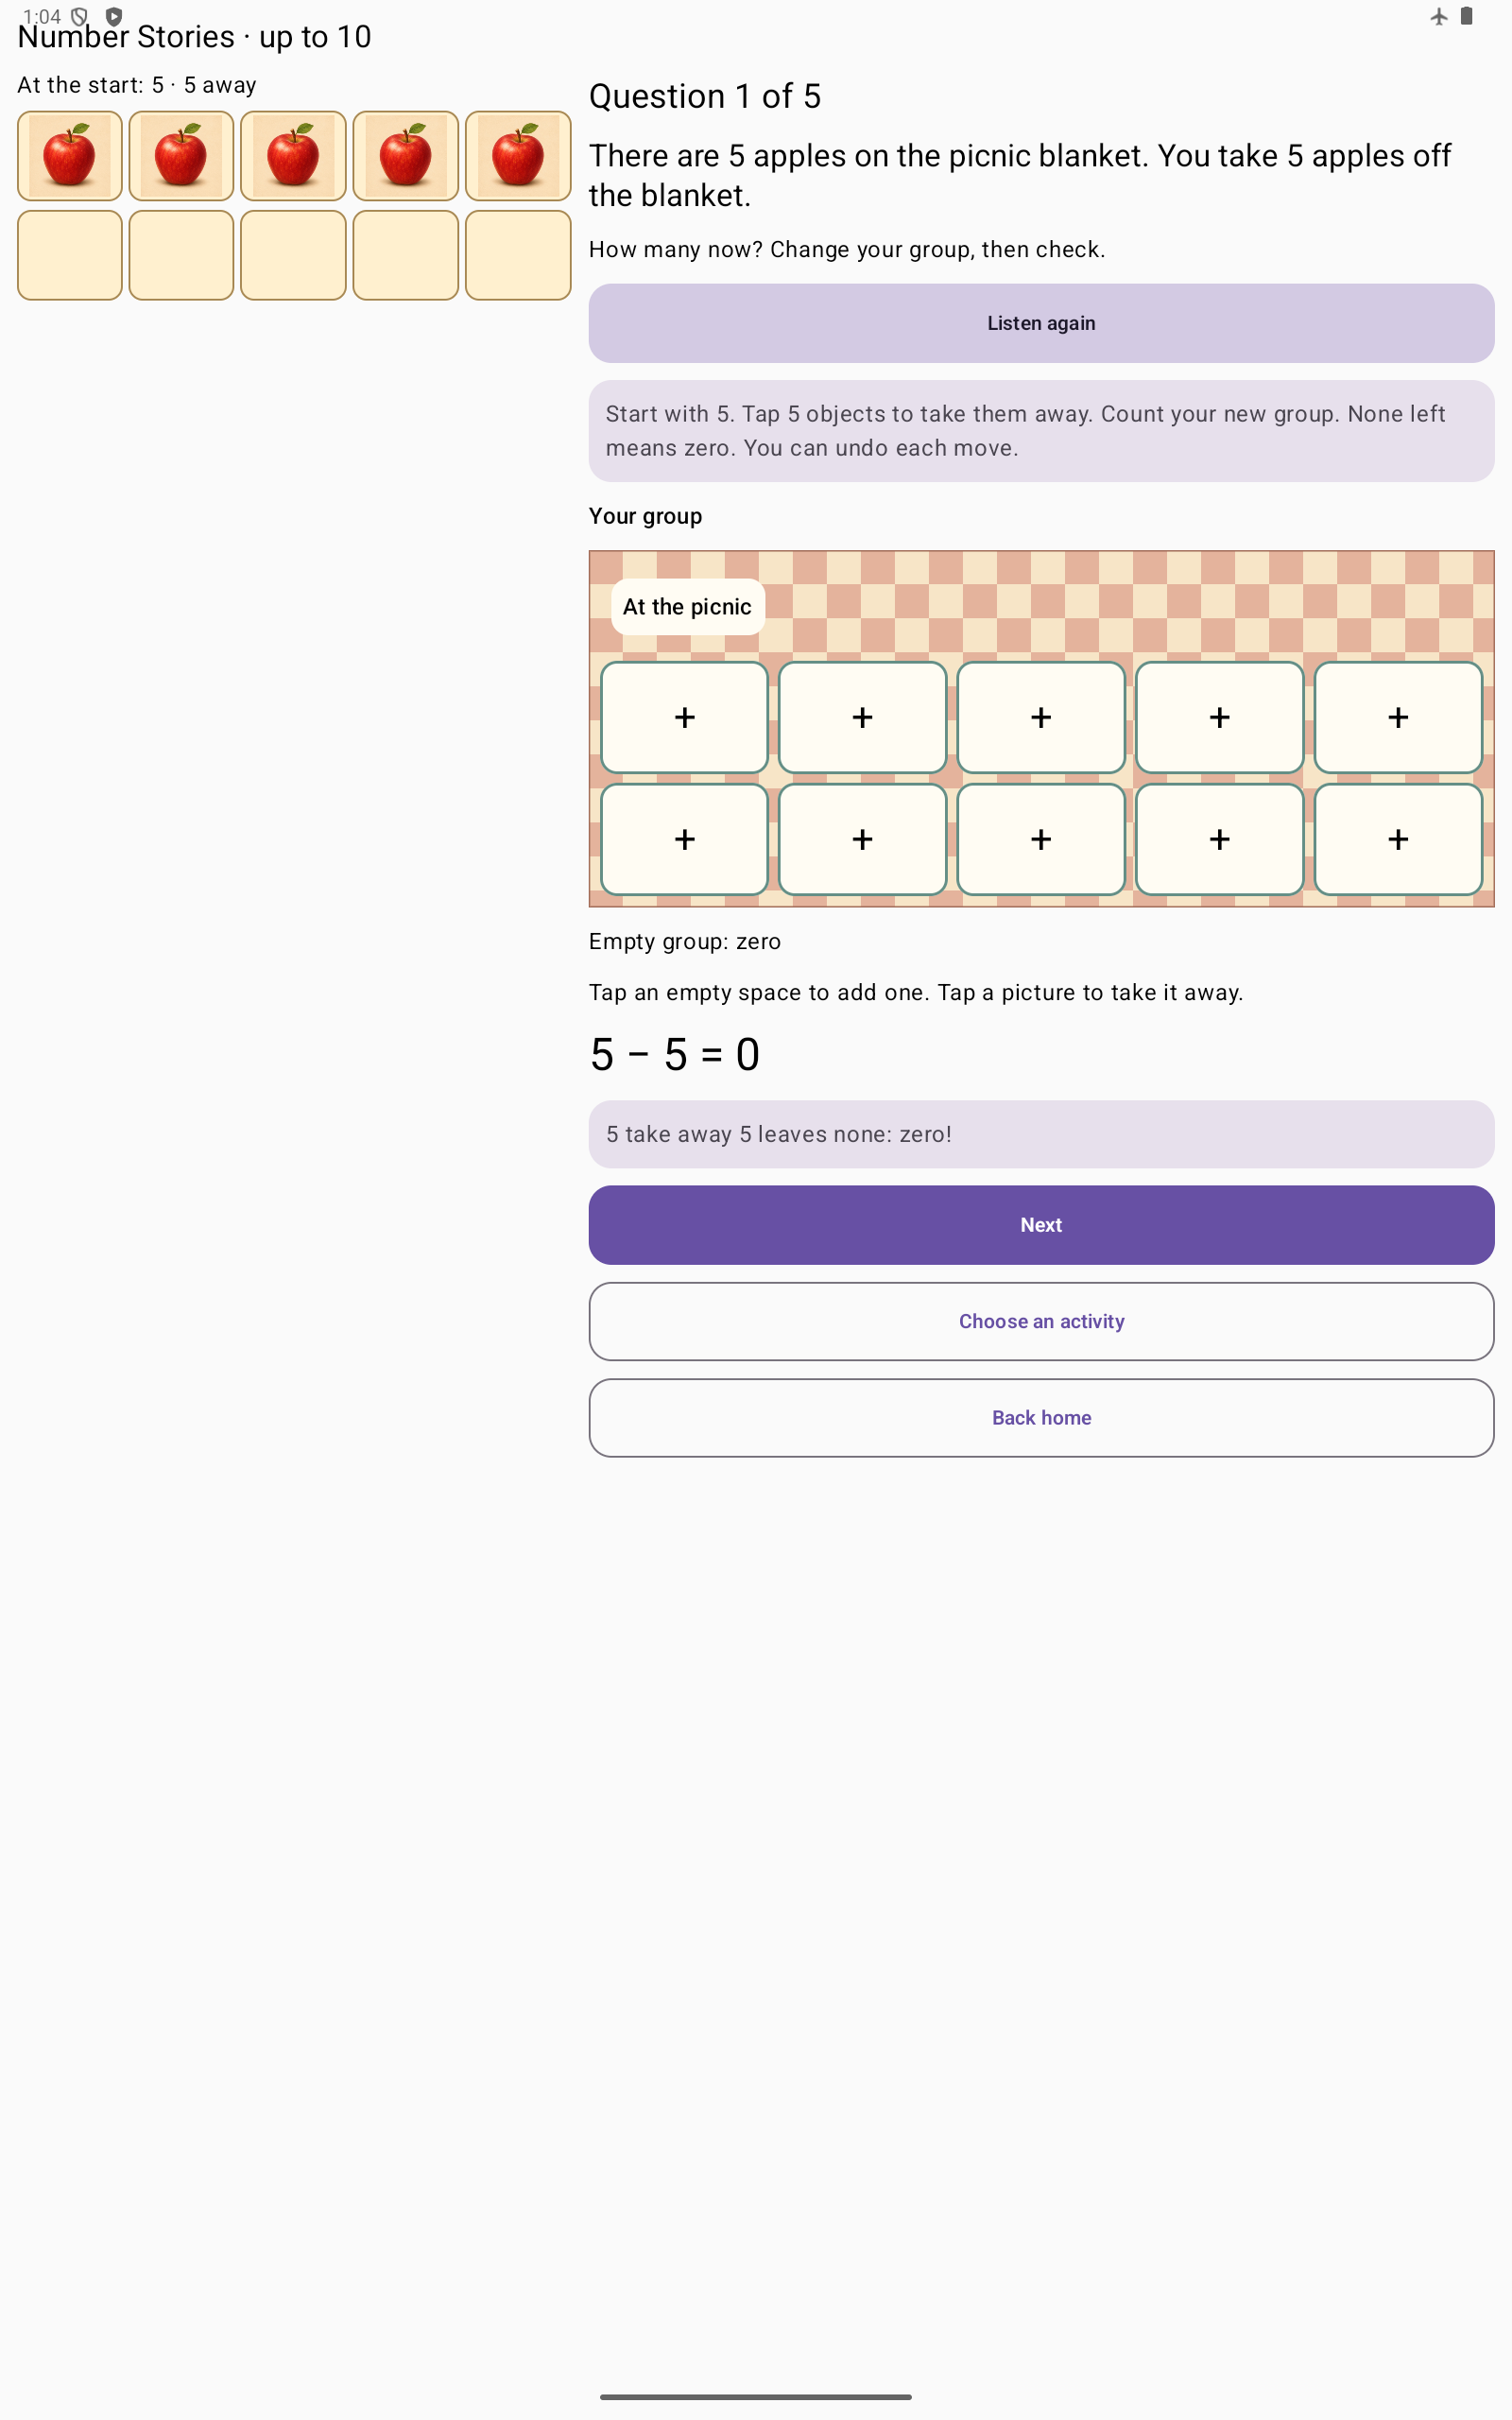 1:04
Number Stories · up to 10
At the start: 5 · 5 away
Question 1 of 5
There are 5 apples on the picnic blanket. You take 5 apples off
the blanket.
How many now? Change your group, then check.
Listen again
Start with 5. Tap 5 objects to take them away. Count your new group. None left
means zero. You can undo each move.
Your group
At the picnic
+ + + + +
+ + + + +
Empty group: zero
Tap an empty space to add one. Tap a picture to take it away.
5 − 5 = 0
5 take away 5 leaves none: zero!
Next
Choose an activity
Back home